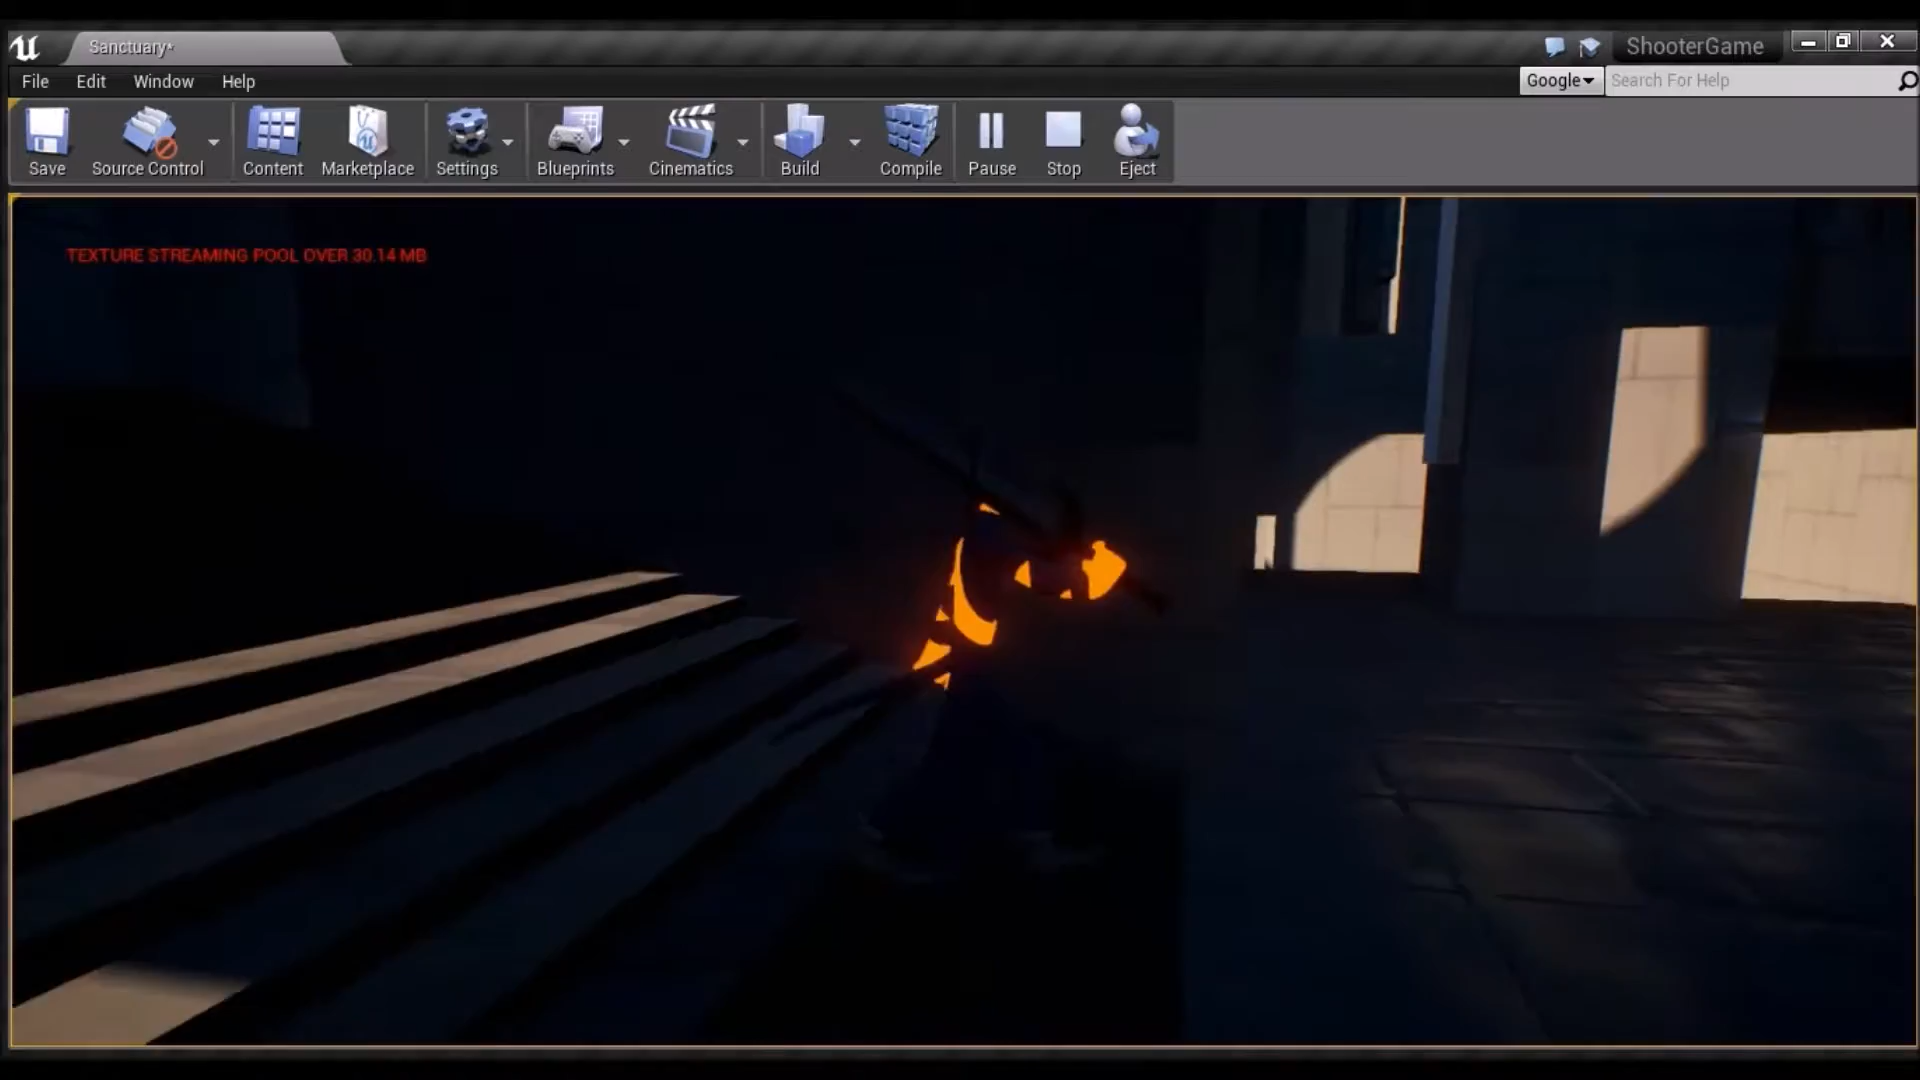 Sanctuary*
ShooterGame
File Edit Window Help
Google Search For Help
Save Source Control Content Marketplace Settings Blueprints Cinematics Build Compile Pause Stop Eject
TEXTURE STREAMING POOL OVER 30.14 MB